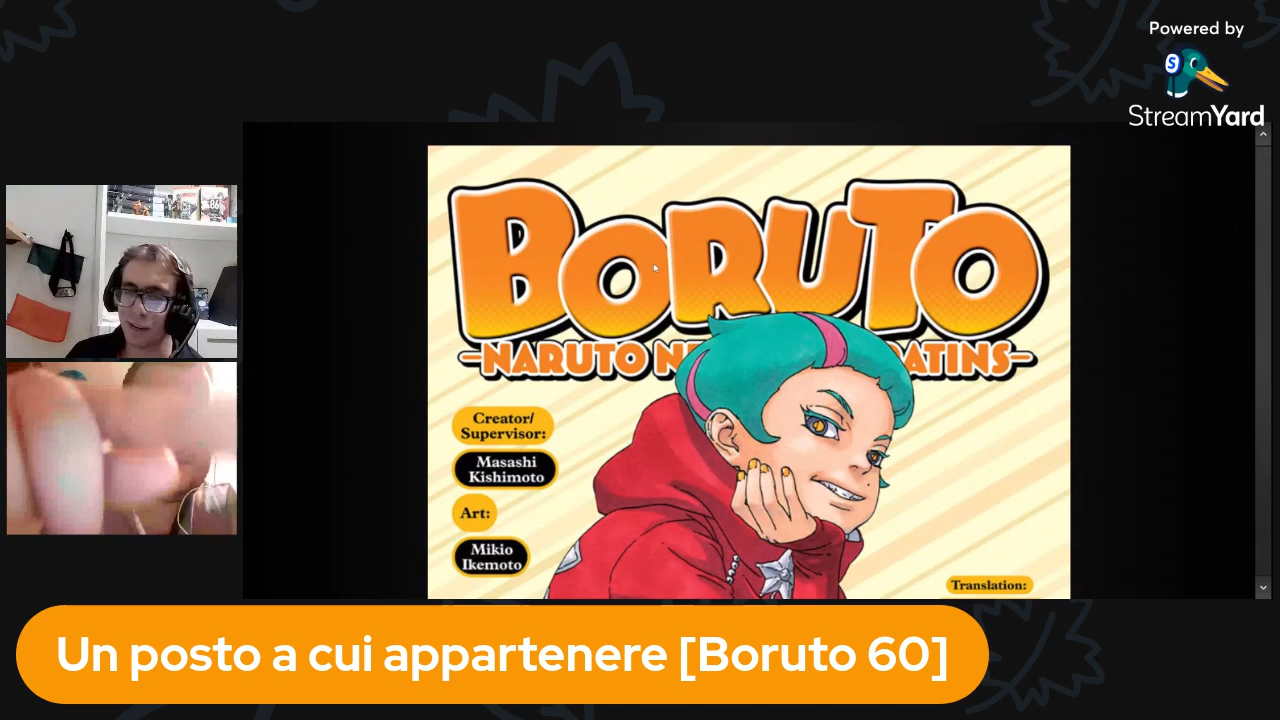 Powered by
S
StreamYard
BORUTO
-NARUTO NE ATINS-
Creator/
Supervisor:
Masashi
Kishimoto
Art:
Mikio
Ikemoto
Translation:
86
Un posto a cui appartenere [Boruto 60]